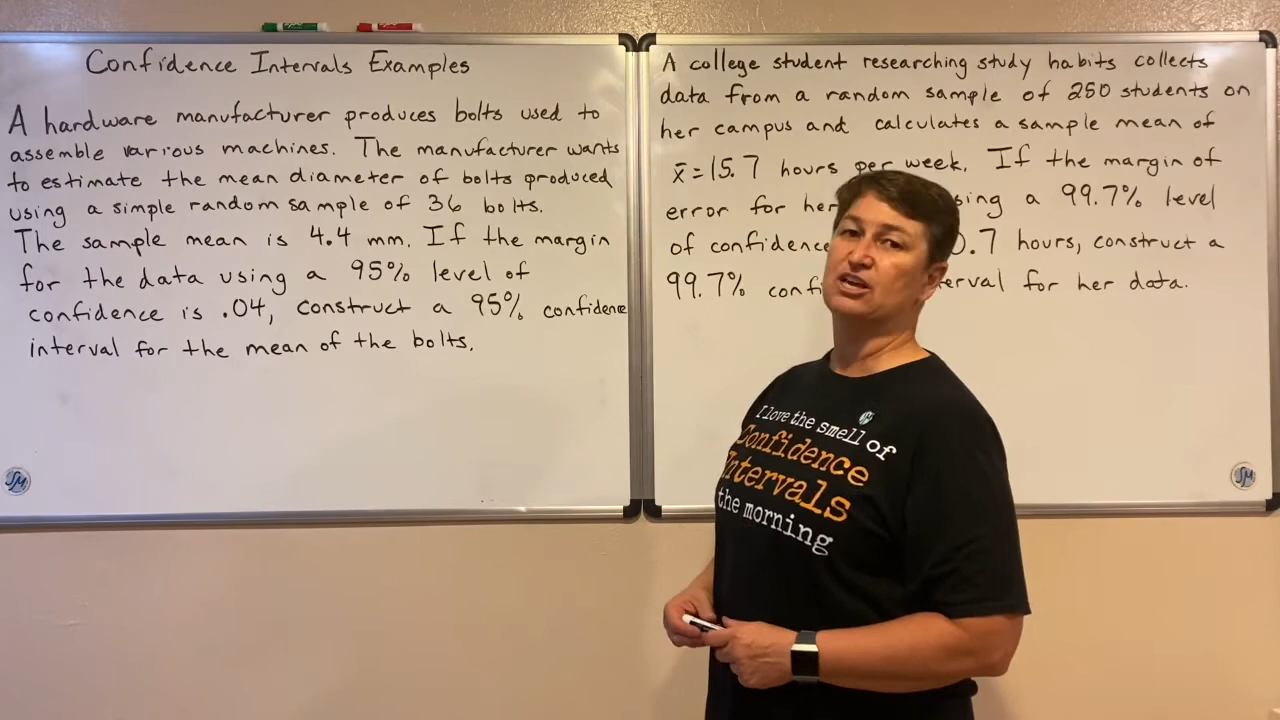 Confidence Intervals Examples
A hardware manufacturer produces bolts used to
assemble various machines. The manufacturer wants
to estimate the mean diameter of bolts produced
using a simple random sample of 36 bolts.
The sample mean is 4.4 mm. If the margin
for the data using a 95% level of
confidence is .04, construct a 95% confidence
interval for the mean of the bolts.
A college student researching study habits collects
data from a random sample of 250 students on
her campus and calculates a sample mean of
x̄ = 15.7 hours per week. If the margin of
error for her sing a 99.7% level
of confidence 0.7 hours, construct a
99.7% confi erval for her data.
I love the smell of
Confidence
Intervals
the morning
SM
SM